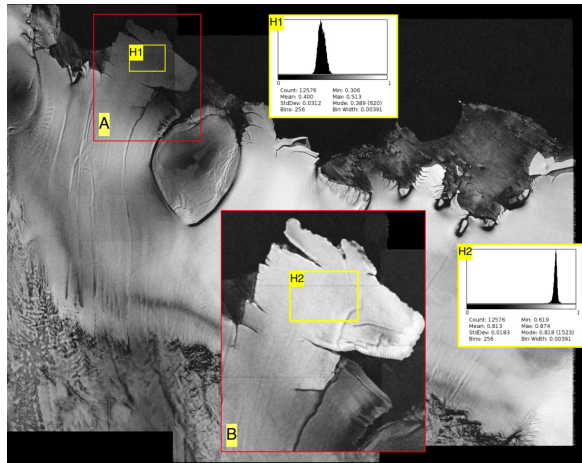 H1
A
0 1
Count: 12576 Min: 0.306
Mean: 0.400 Max: 0.513
StdDev: 0.0312 Mode: 0.389 (620)
Bins: 256 Bin Width: 0.00391
H1
H2
B
H2
0 1
Count: 12576 Min: 0.619
Mean: 0.813 Max: 0.874
StdDev: 0.0183 Mode: 0.818 (1523)
Bins: 256 Bin Width: 0.00391